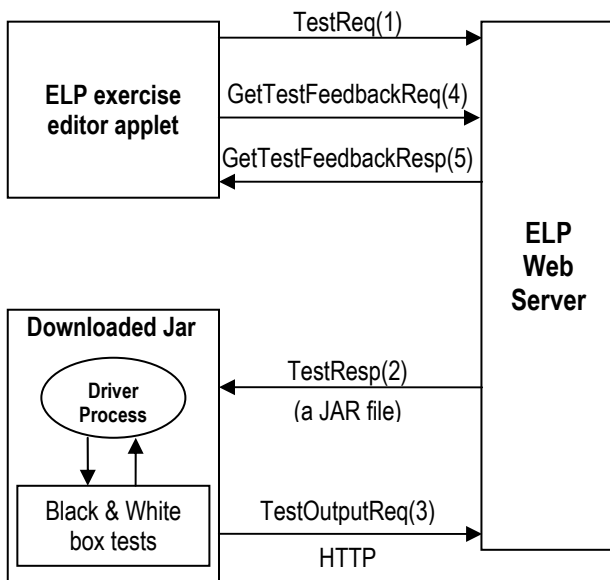 TestReq(1)
ELP exercise
editor applet
GetTestFeedbackReq(4)
GetTestFeedbackResp(5)
ELP
Web
Server
Downloaded Jar
Driver
Process
TestResp(2)
(a JAR file)
Black & White
box tests
TestOutputReq(3)
HTTP